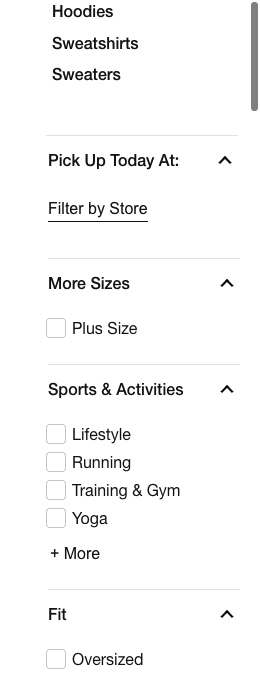 Hoodies
Sweatshirts
Sweaters
Pick Up Today At:
Filter by Store
More Sizes
Plus Size
Sports & Activities
Lifestyle
Running
Training & Gym
Yoga
+ More
Fit
Oversized